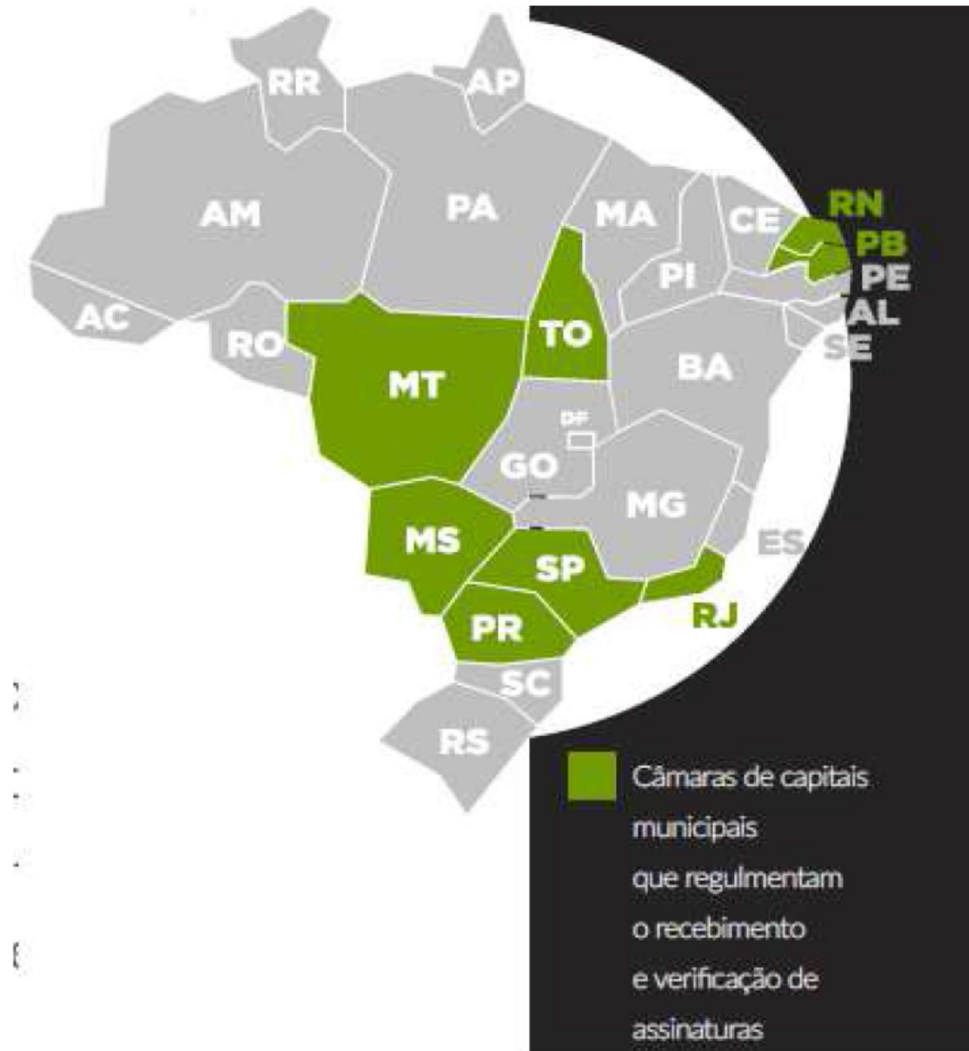 RR
AP
AM
PA
MA
CE
RN
PB
PI
PE
AC
AL
RO
TO
SE
MT
BA
DF
GO
MG
MS
ES
SP
RJ
PR
SC
RS
Câmaras de capitais
municipais
que regulmentam
o recebimento
e verificação de
assinaturas